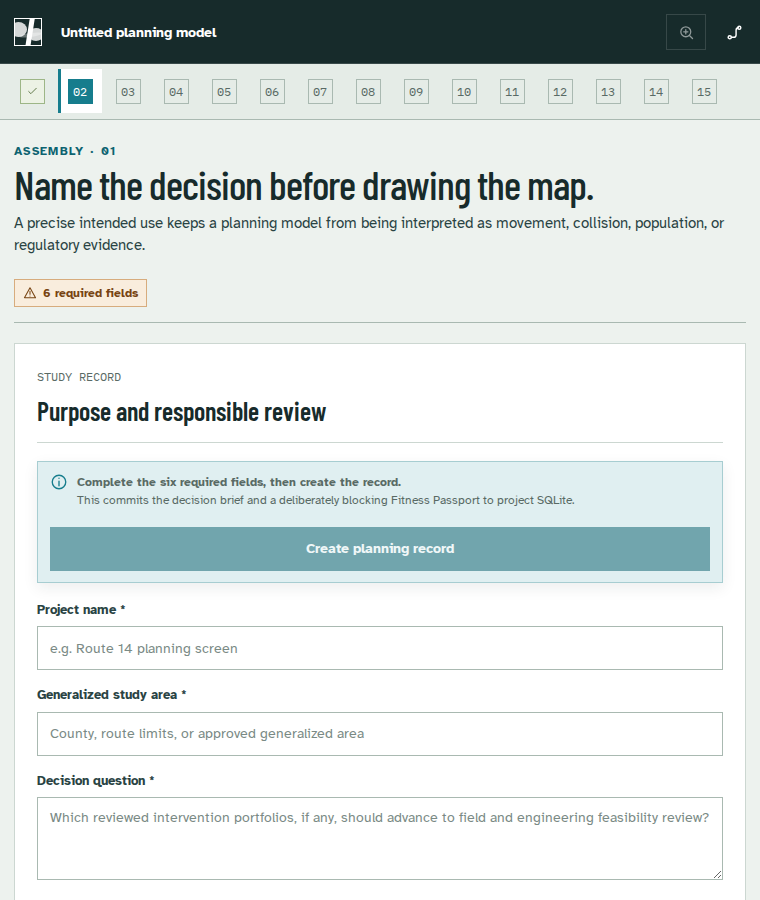 Untitled planning model
02 03 04 05 06 07 08 09 10 11 12 13 14 15
ASSEMBLY · 01
Name the decision before drawing the map.
A precise intended use keeps a planning model from being interpreted as movement, collision, population, or
regulatory evidence.
6 required fields
STUDY RECORD
Purpose and responsible review
Complete the six required fields, then create the record.
This commits the decision brief and a deliberately blocking Fitness Passport to project SQLite.
Create planning record
Project name *
e.g. Route 14 planning screen
Generalized study area *
County, route limits, or approved generalized area
Decision question *
Which reviewed intervention portfolios, if any, should advance to field and engineering feasibility review?